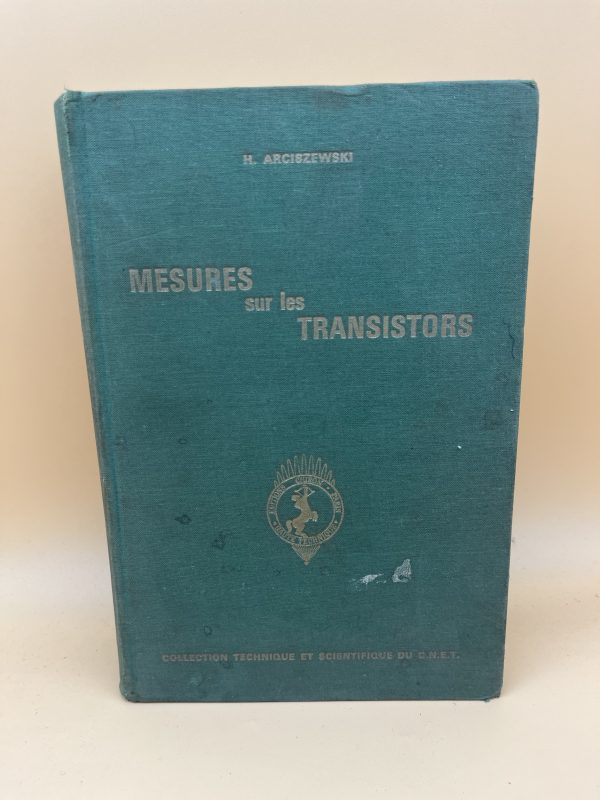 H. ARCISZEWSKI
MESURES
sur les
TRANSISTORS
COLLECTION TECHNIQUE ET SCIENTIFIQUE DU C.N.E.T.